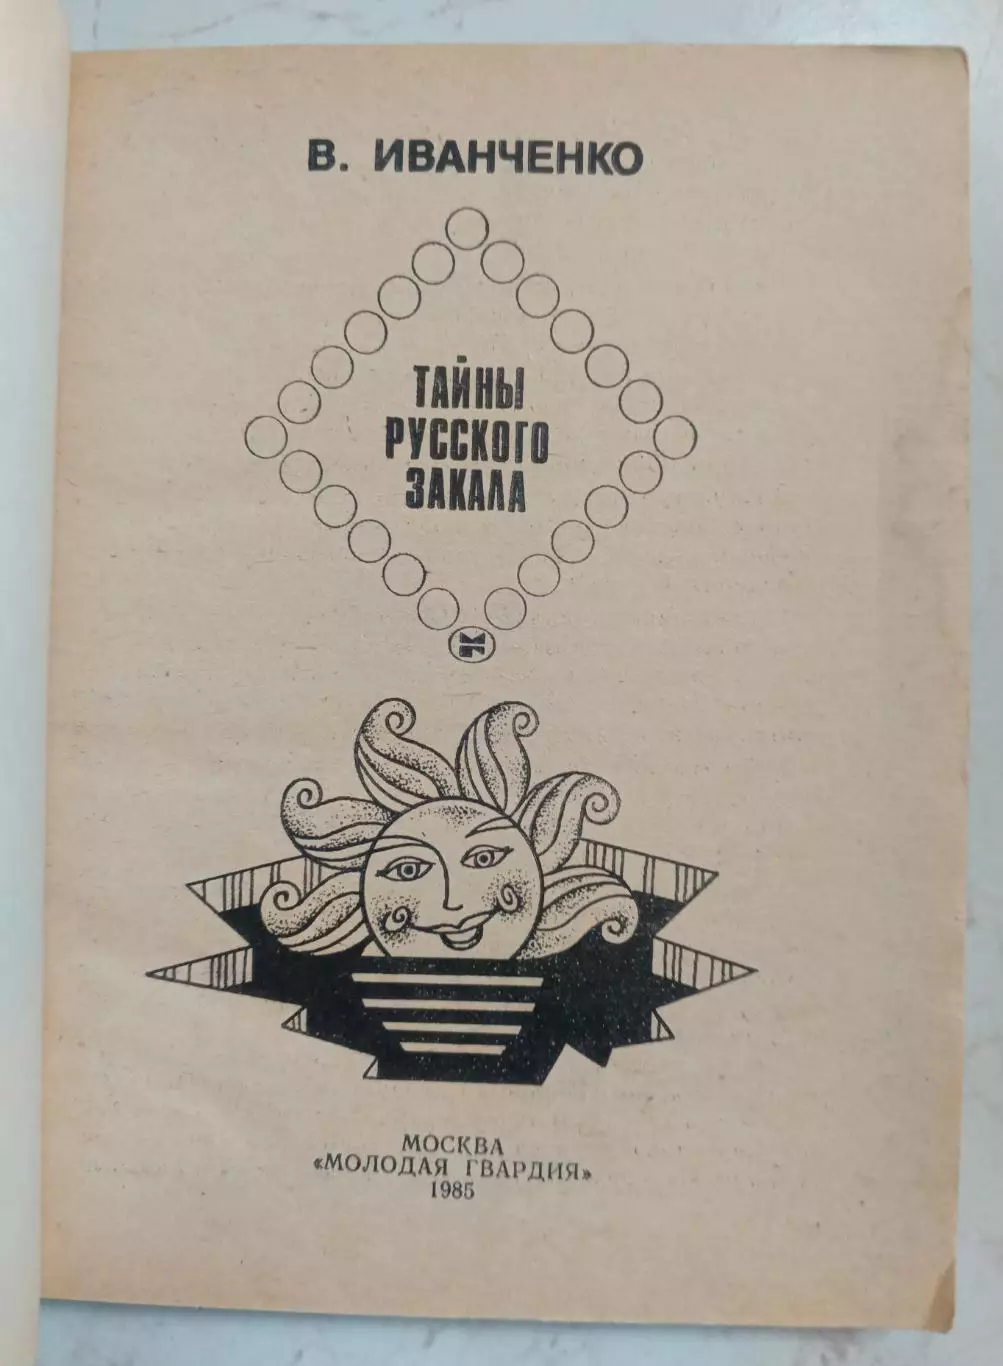 В. ИВАНЧЕНКО
ТАЙНЫ
РУССКОГО
ЗАКАЛА
МОСКВА
«МОЛОДАЯ ГВАРДИЯ»
1985